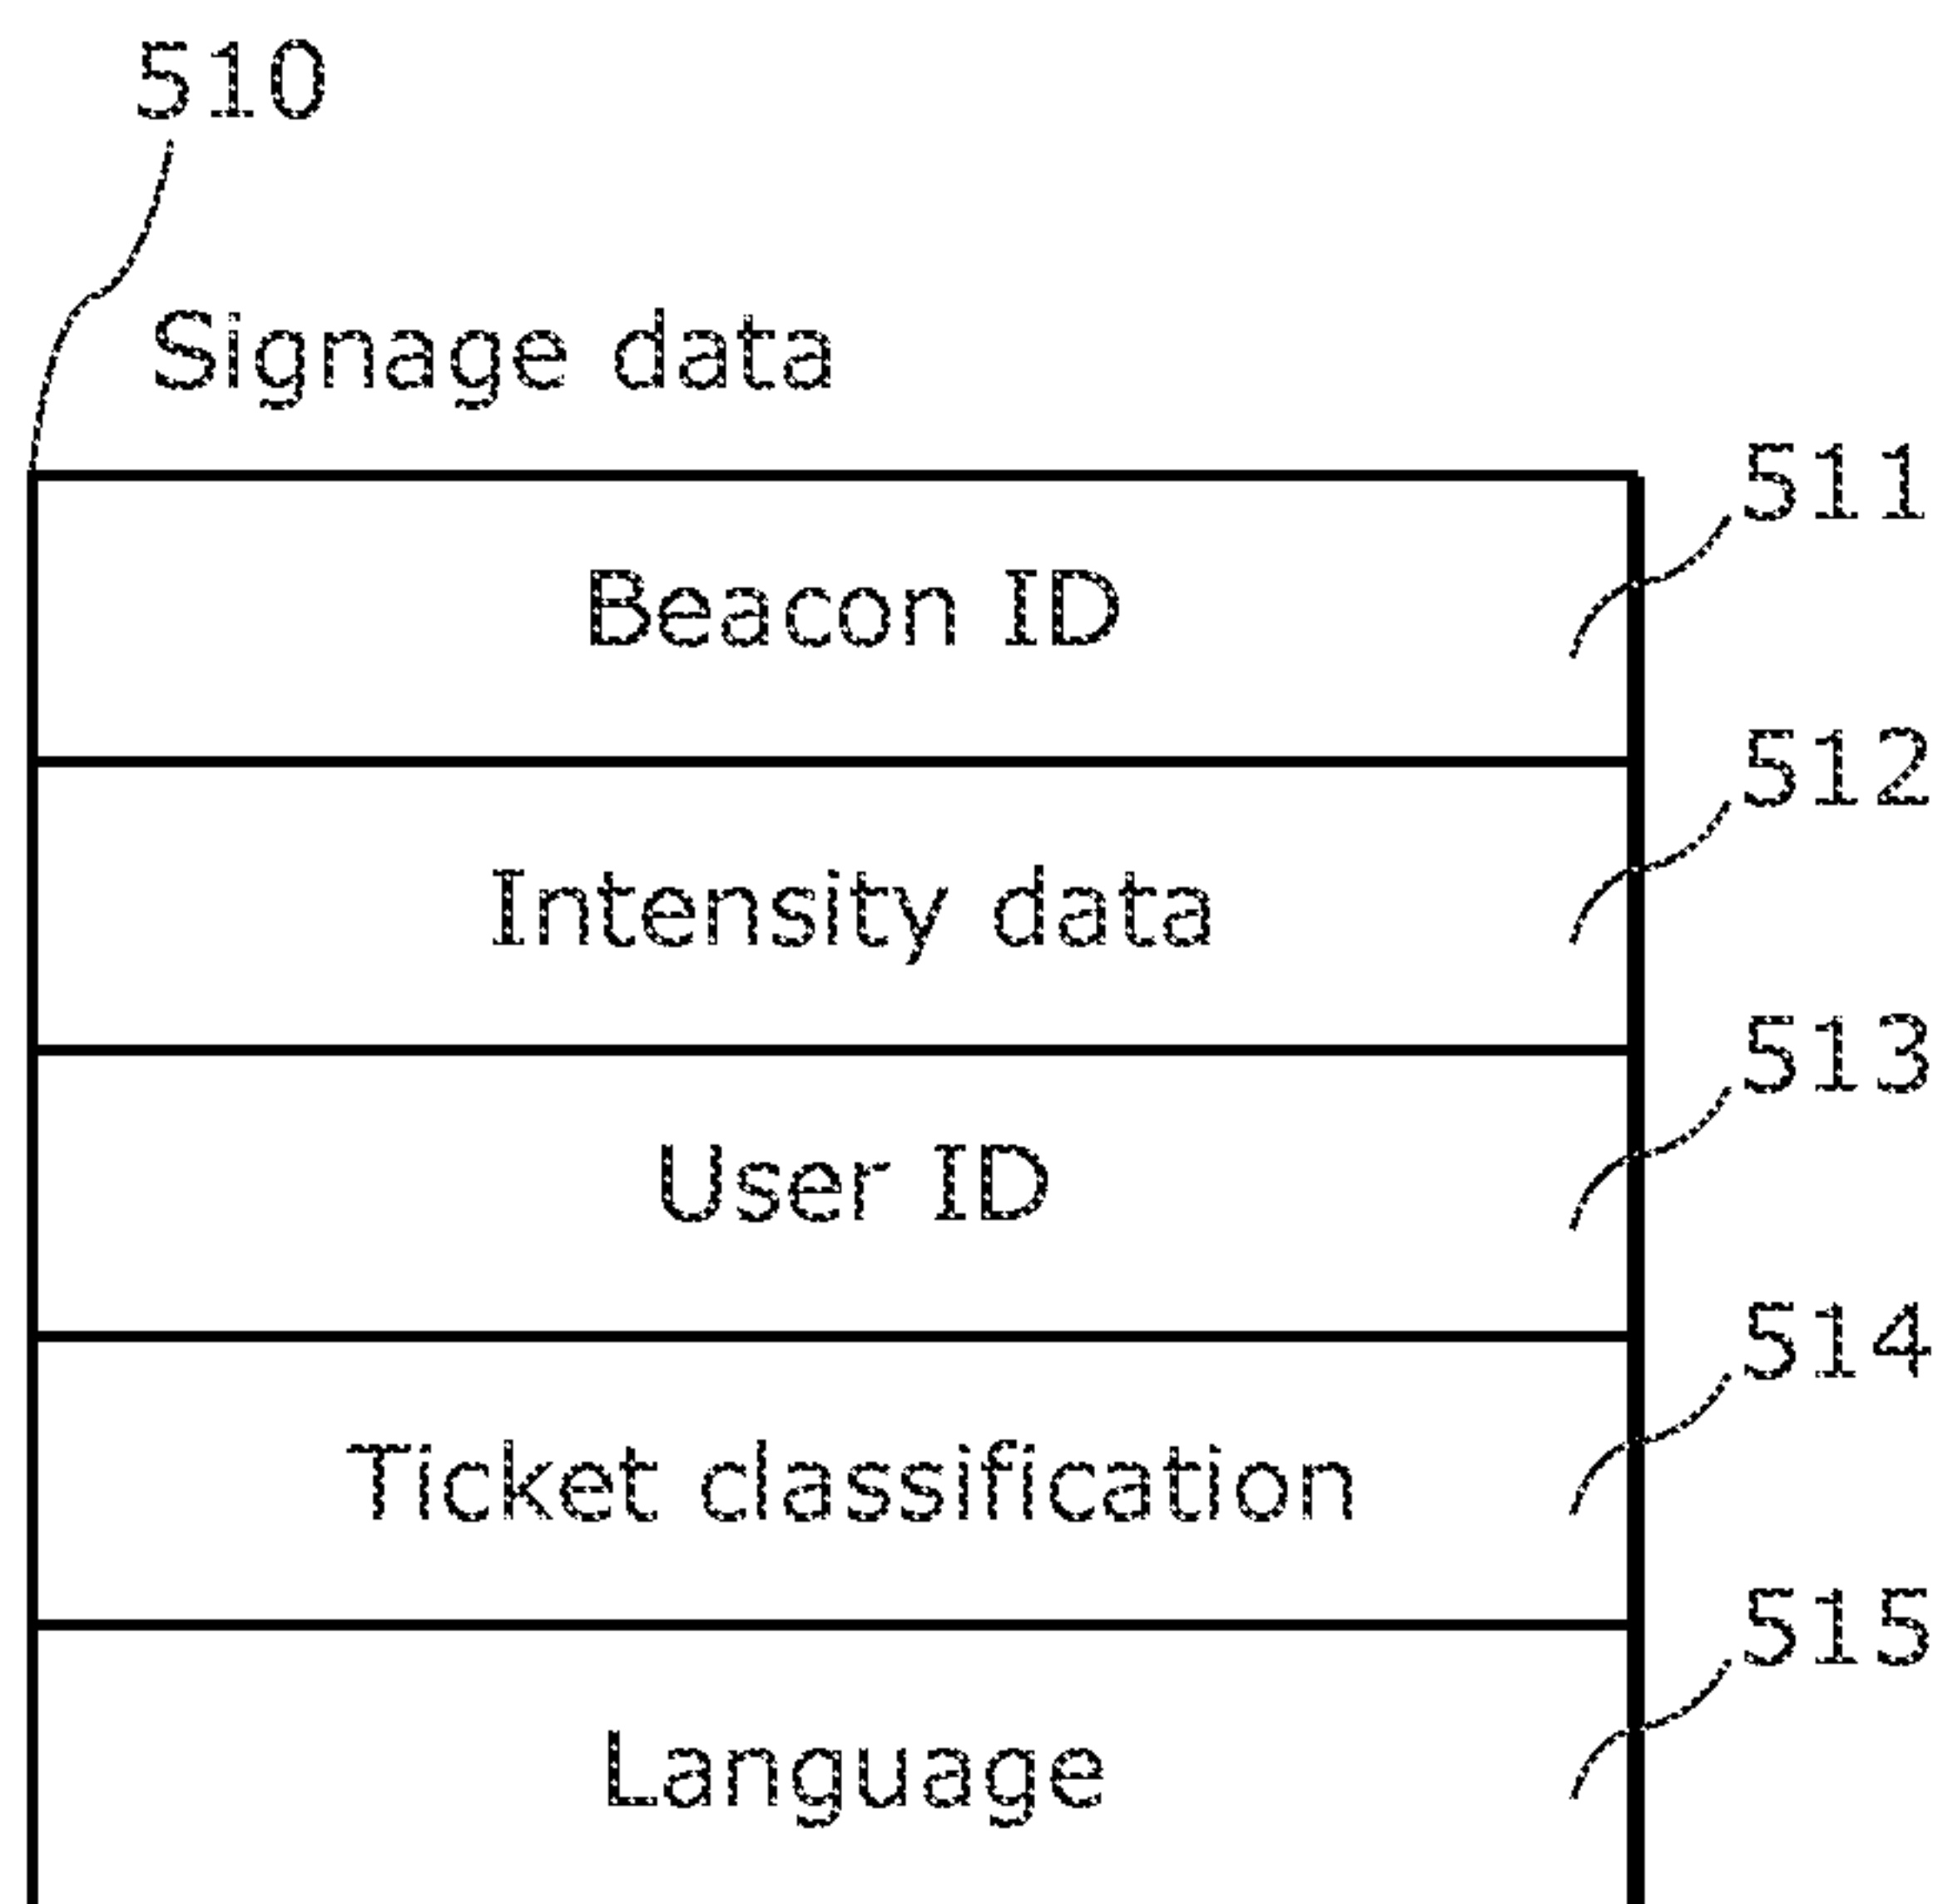 510
Signage data
511
Beacon ID
512
Intensity data
513
User ID
514
Ticket classification
515
Language